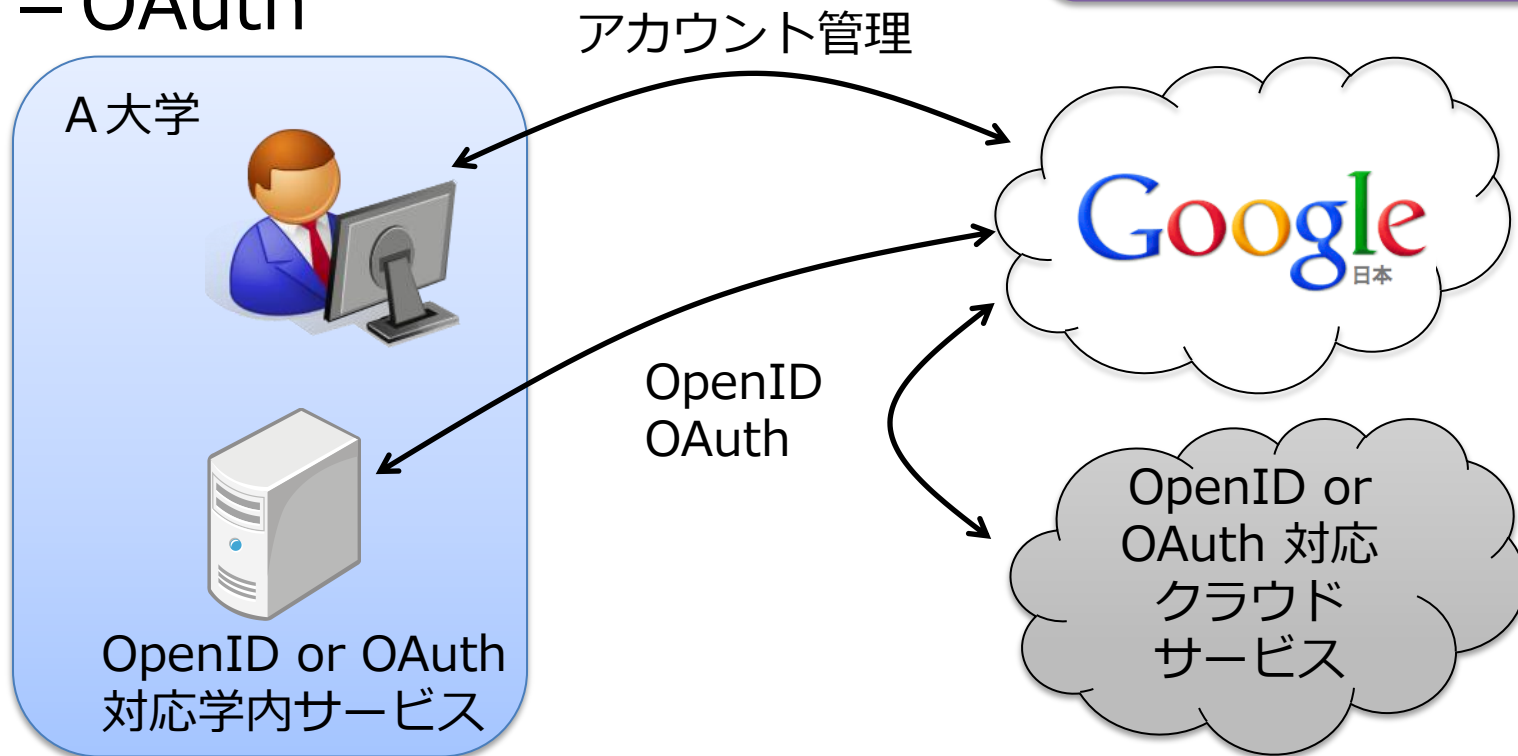 – OAuth
アカウント管理
A 大学
Google
日本
OpenID
OAuth
OpenID or
OAuth 対応
クラウド
サービス
OpenID or OAuth
対応学内サービス